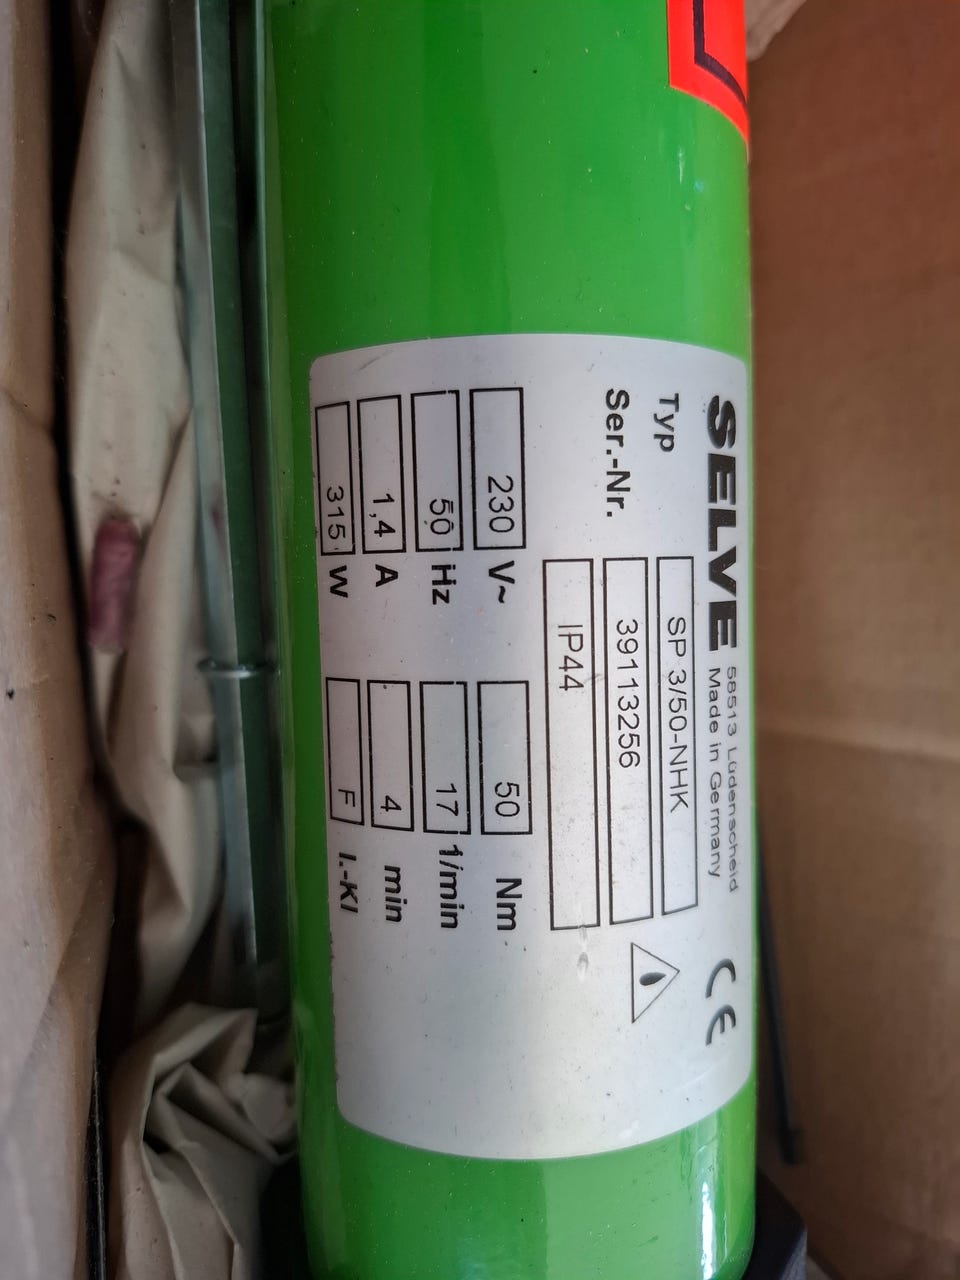 SELVE 58513 Lüdenscheid
Made in Germany CE
Typ SP 3/50-NHK
Ser.-Nr. 39113256
IP44
230 V~ 50 Nm
50 Hz 17 1/min
1,4 A 4 min
315 W F I.-Kl